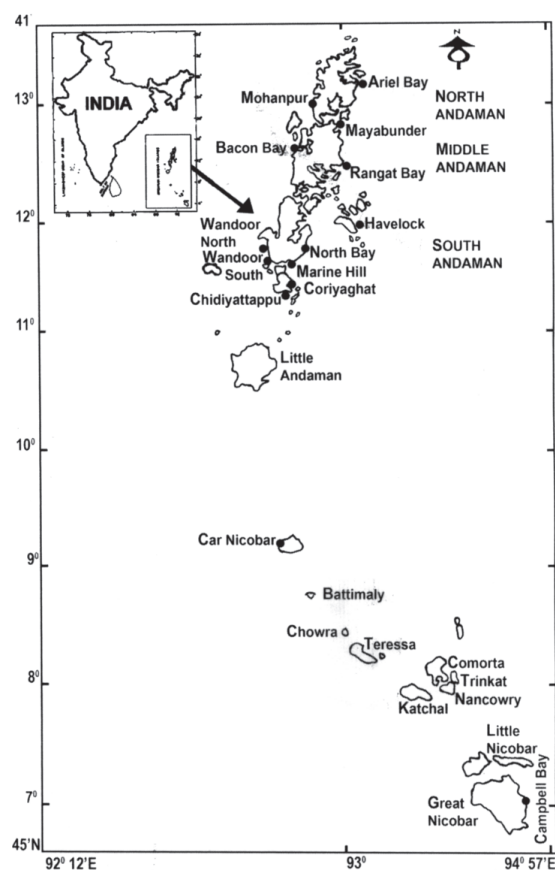 41'
N
INDIA
13⁰
Ariel Bay
Mohanpur
NORTH
ANDAMAN
Mayabunder
Bacon Bay
MIDDLE
ANDAMAN
Rangat Bay
12⁰
Wandoor
North
Havelock
Wandoor
South
North Bay
SOUTH
ANDAMAN
Marine Hill
Coriyaghat
Chidiyattappu
11⁰
Little
Andaman
10⁰
Car Nicobar
9⁰
Battimaly
Chowra
Teressa
Comorta
8⁰
Trinkat
Nancowry
Katchal
Little
Nicobar
7⁰
Great
Nicobar
Campbell Bay
45'N
92⁰ 12'E
93⁰
94⁰ 57'E